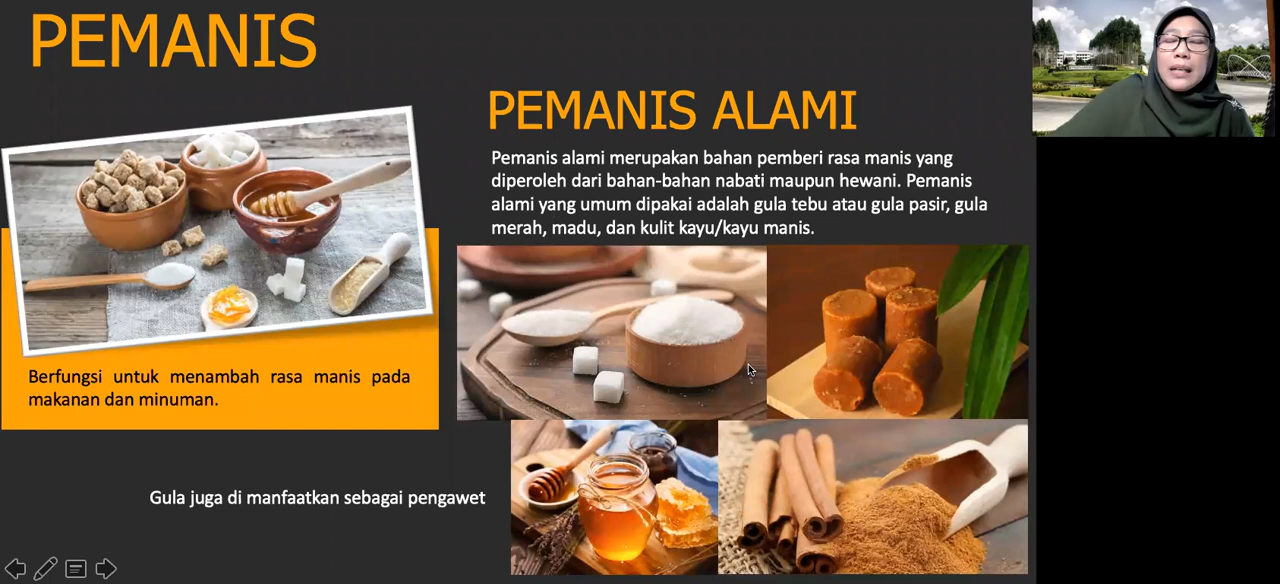 PEMANIS
PEMANIS ALAMI
Pemanis alami merupakan bahan pemberi rasa manis yang
diperoleh dari bahan-bahan nabati maupun hewani. Pemanis
alami yang umum dipakai adalah gula tebu atau gula pasir, gula
merah, madu, dan kulit kayu/kayu manis.
Berfungsi untuk menambah rasa manis pada
makanan dan minuman.
Gula juga di manfaatkan sebagai pengawet